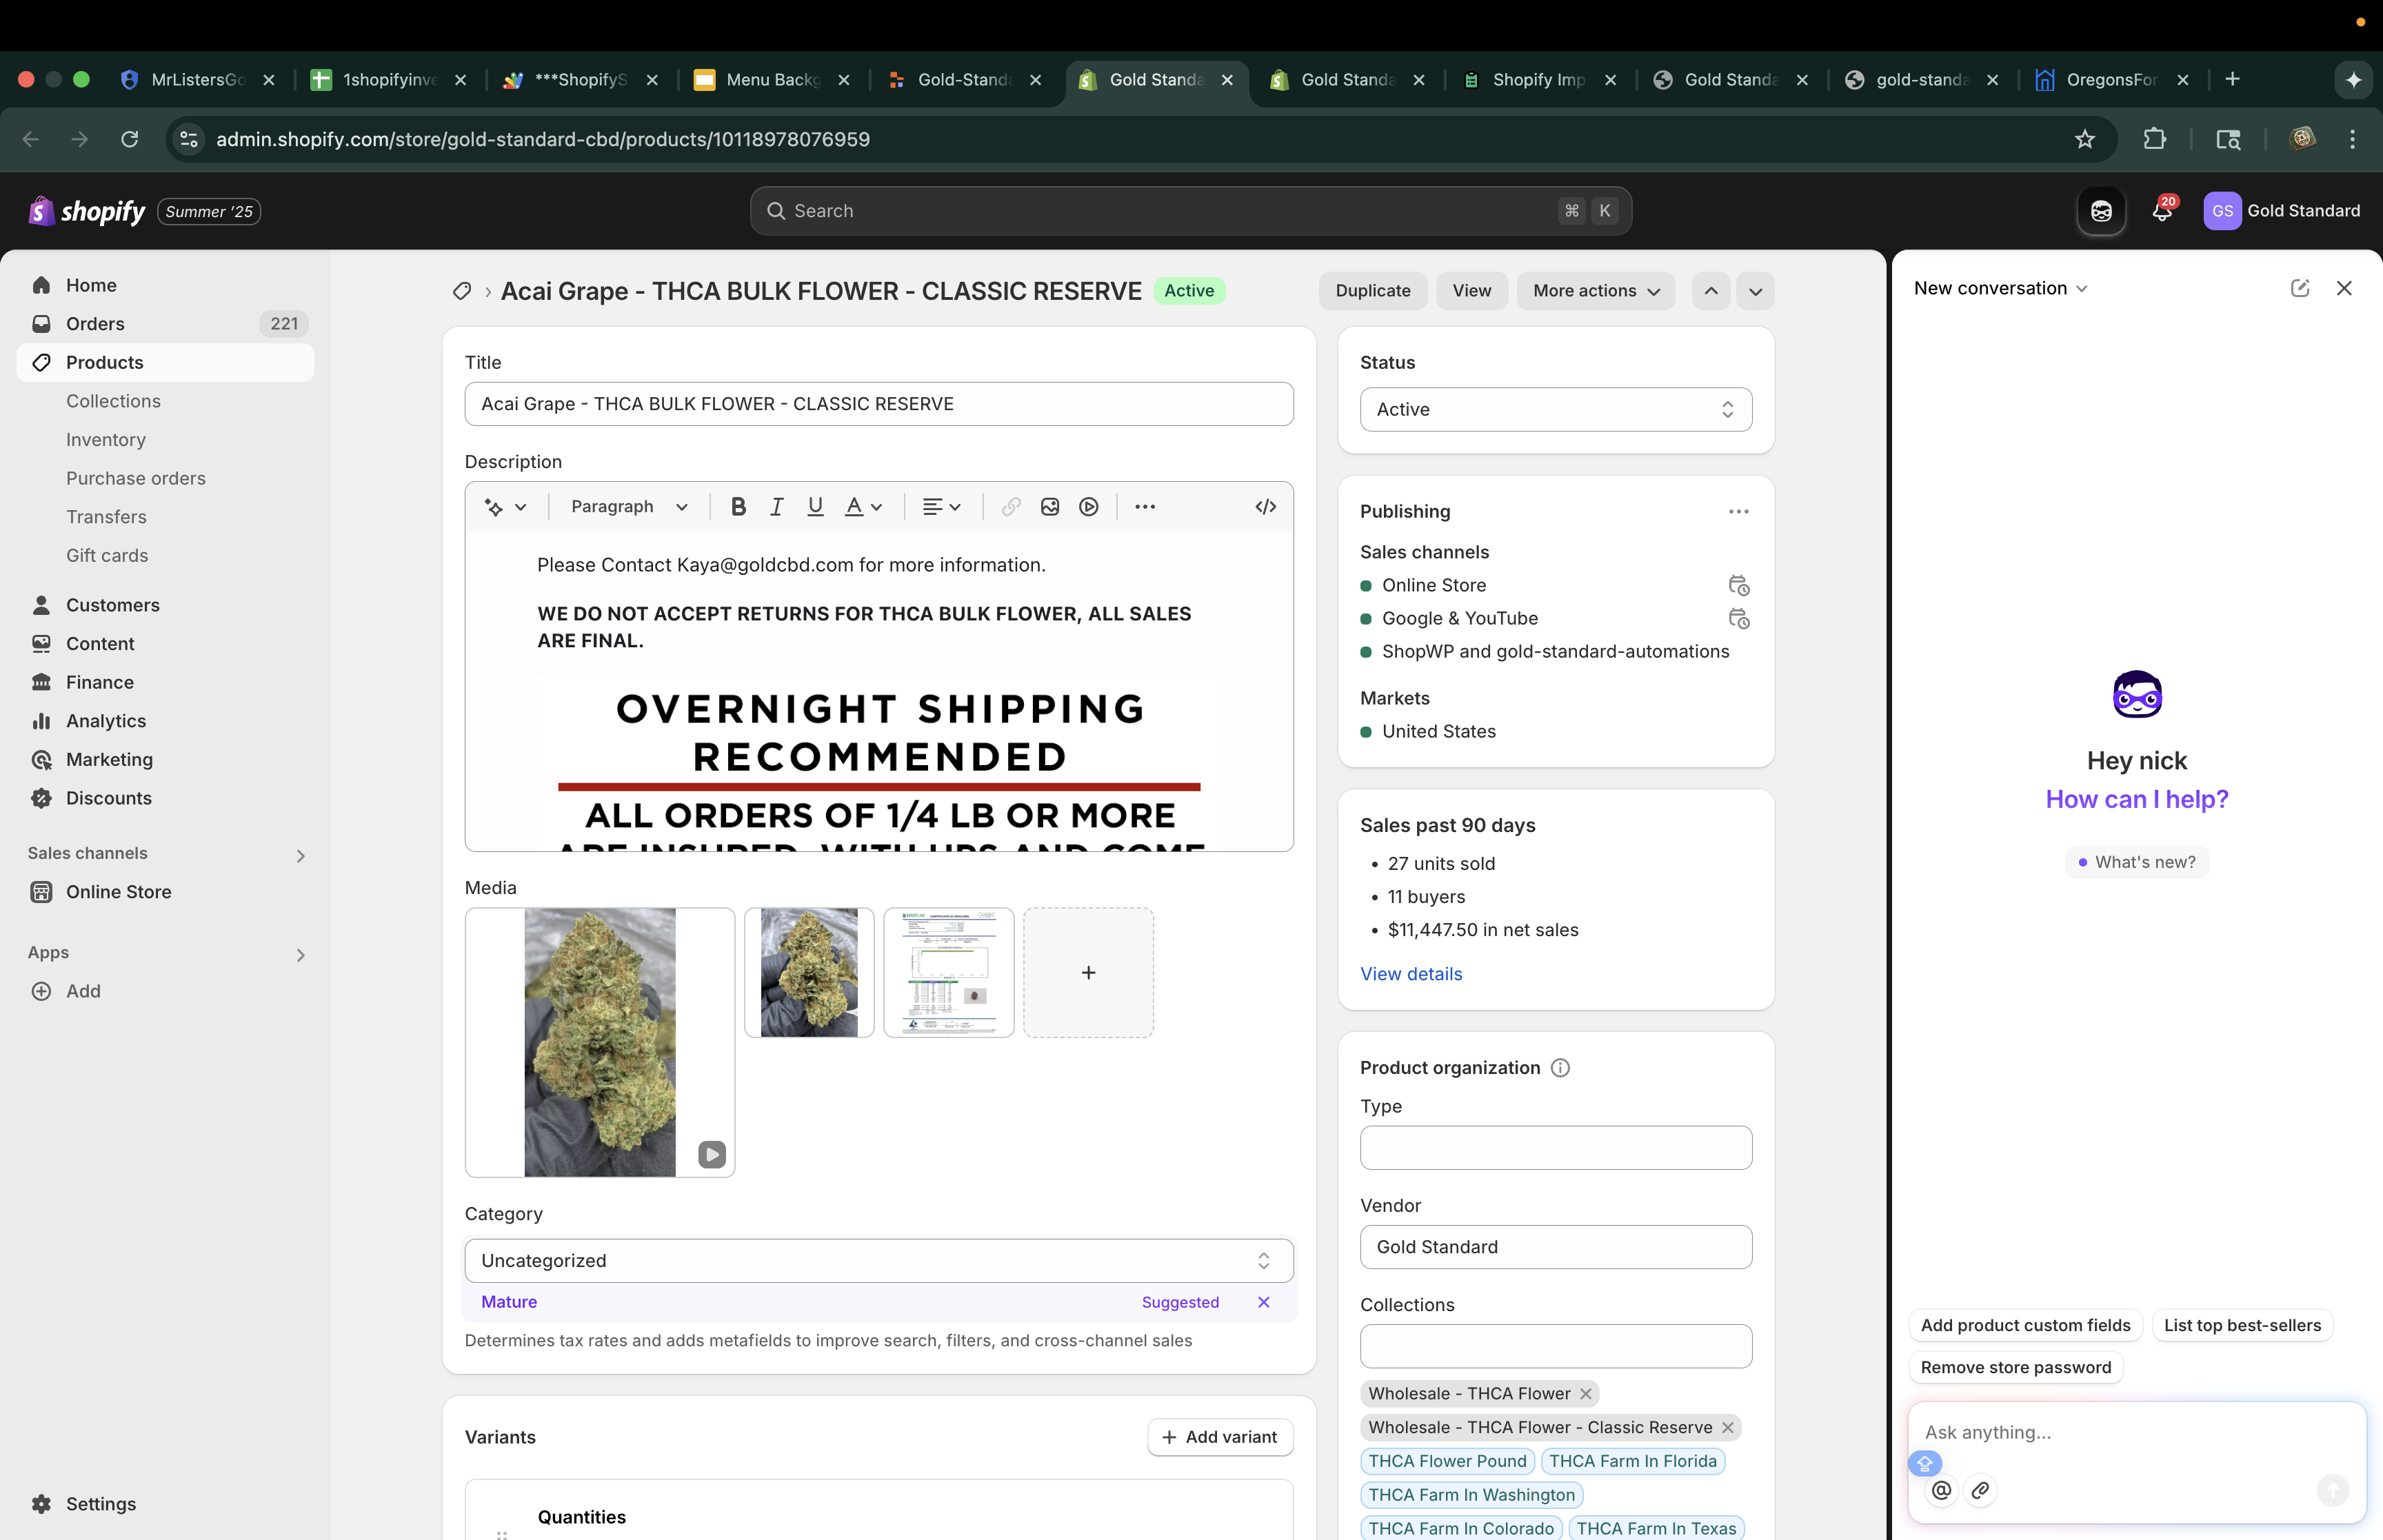 MrListersGo
1shopifyinve
***ShopifyS
Menu Backg
Gold-Standa
Gold Standa
Gold Standa
Shopify Imp
Gold Standa
gold-standa
OregonsFor
admin.shopify.com/store/gold-standard-cbd/products/10118978076959
shopify
Summer '25
Search
⌘ K
20
GS
Gold Standard
Home
Orders
221
Products
Collections
Inventory
Purchase orders
Transfers
Gift cards
Customers
Content
Finance
Analytics
Marketing
Discounts
Sales channels
Online Store
Apps
Add
Settings
Acai Grape - THCA BULK FLOWER - CLASSIC RESERVE
Active
Duplicate
View
More actions
Title
Acai Grape - THCA BULK FLOWER - CLASSIC RESERVE
Description
Paragraph
B I U A
Please Contact Kaya@goldcbd.com for more information.
WE DO NOT ACCEPT RETURNS FOR THCA BULK FLOWER, ALL SALES
ARE FINAL.
OVERNIGHT SHIPPING
RECOMMENDED
ALL ORDERS OF 1/4 LB OR MORE
ARE INSURED, WITH UPS AND COME
Media
Category
Uncategorized
Mature
Suggested
Determines tax rates and adds metafields to improve search, filters, and cross-channel sales
Variants
Add variant
Quantities
Status
Active
Publishing
Sales channels
Online Store
Google & YouTube
ShopWP and gold-standard-automations
Markets
United States
Sales past 90 days
• 27 units sold
• 11 buyers
• $11,447.50 in net sales
View details
Product organization
Type
Vendor
Gold Standard
Collections
Wholesale - THCA Flower
Wholesale - THCA Flower - Classic Reserve
THCA Flower Pound
THCA Farm In Florida
THCA Farm In Washington
THCA Farm In Colorado
THCA Farm In Texas
New conversation
Hey nick
How can I help?
What's new?
Add product custom fields
List top best-sellers
Remove store password
Ask anything...